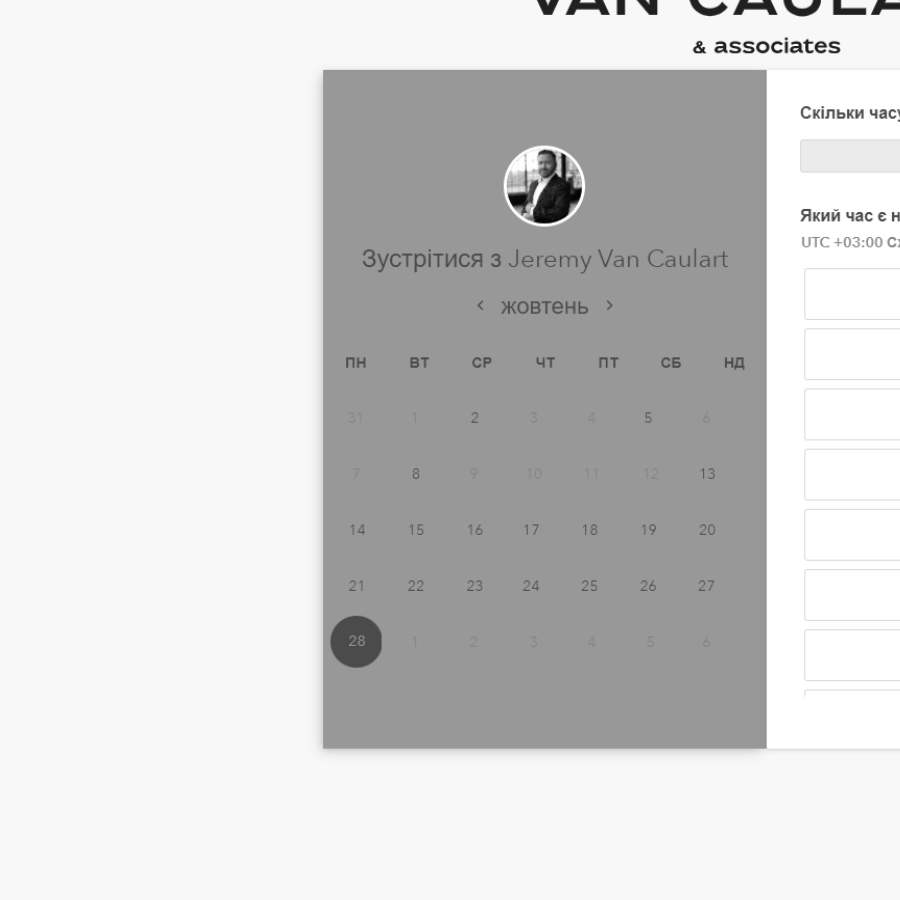 VAN CAULA
& associates
Зустрітися з Jeremy Van Caulart
жовтень
ПН ВТ СР ЧТ ПТ СБ НД
31 1 2 3 4 5 6
7 8 9 10 11 12 13
14 15 16 17 18 19 20
21 22 23 24 25 26 27
28 1 2 3 4 5 6
Скільки часу
Який час є н
UTC +03:00 Сх